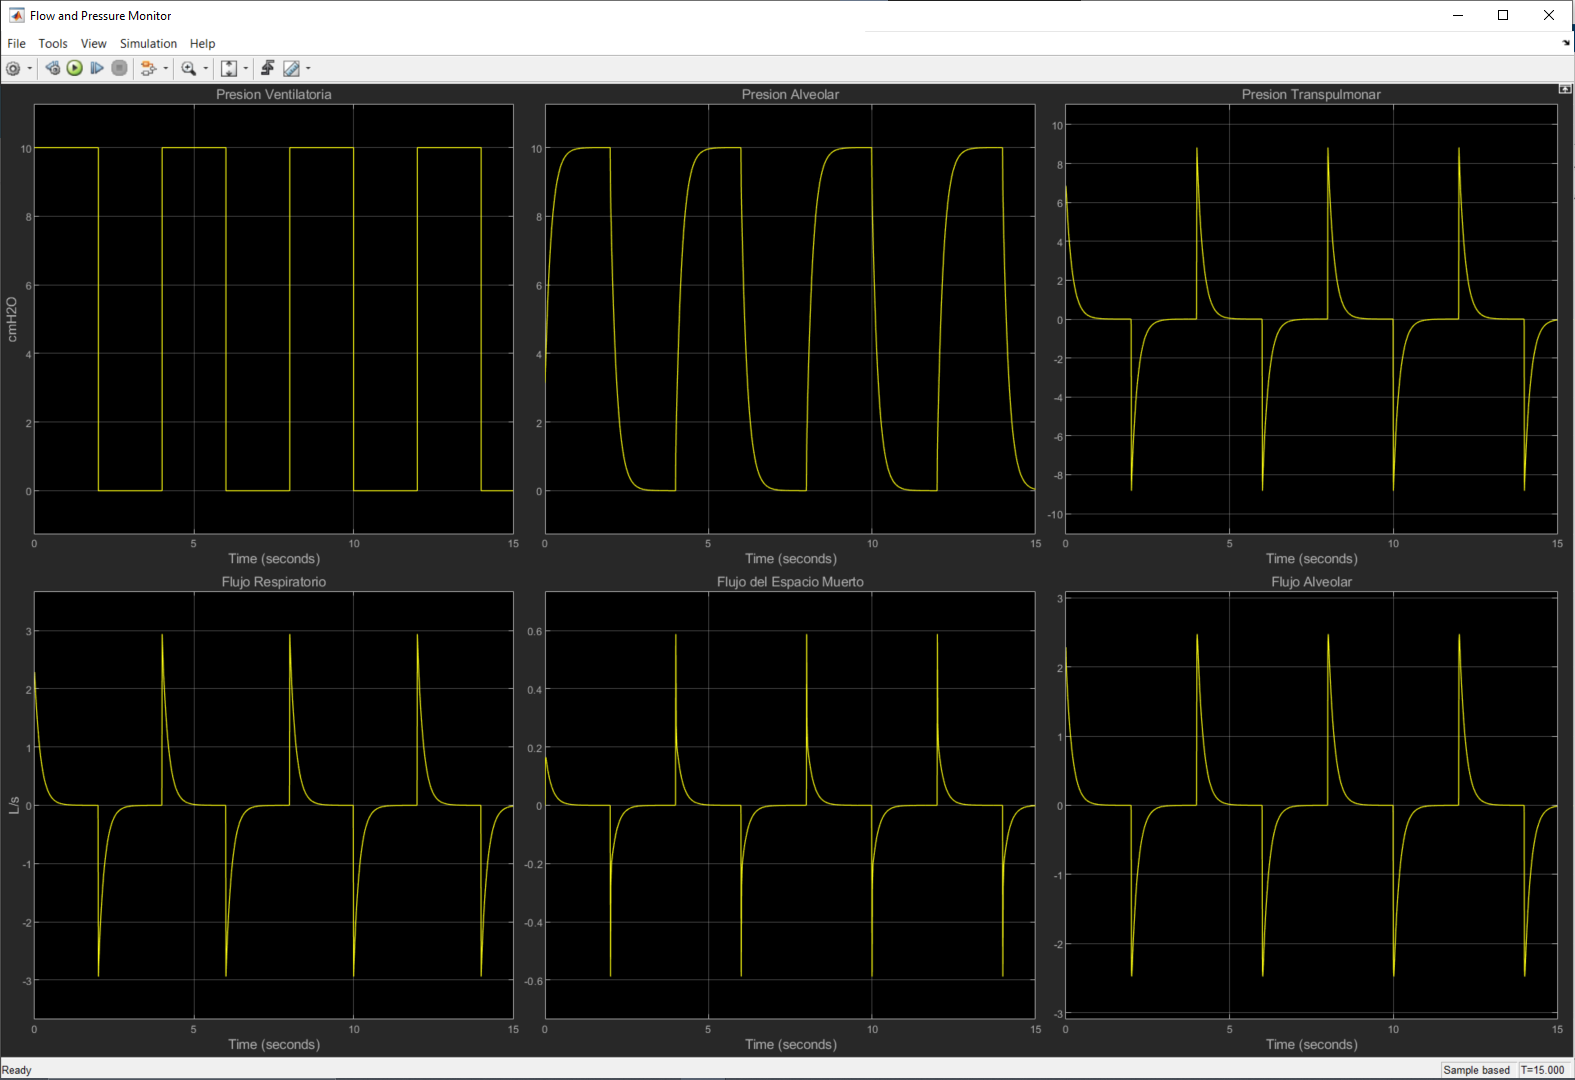 Flow and Pressure Monitor
File Tools View Simulation Help
Presion Ventilatoria
10
8
6
4
2
0
cmH2O
0 5 10 15
Time (seconds)
Presion Alveolar
10
8
6
4
2
0
0 5 10 15
Time (seconds)
Presion Transpulmonar
10
8
6
4
2
0
-2
-4
-6
-8
-10
0 5 10 15
Time (seconds)
Flujo Respiratorio
3
2
1
0
-1
-2
-3
L/s
0 5 10 15
Time (seconds)
Flujo del Espacio Muerto
0.6
0.4
0.2
0
-0.2
-0.4
-0.6
0 5 10 15
Time (seconds)
Flujo Alveolar
3
2
1
0
-1
-2
-3
0 5 10 15
Time (seconds)
Ready
Sample based T=15.000